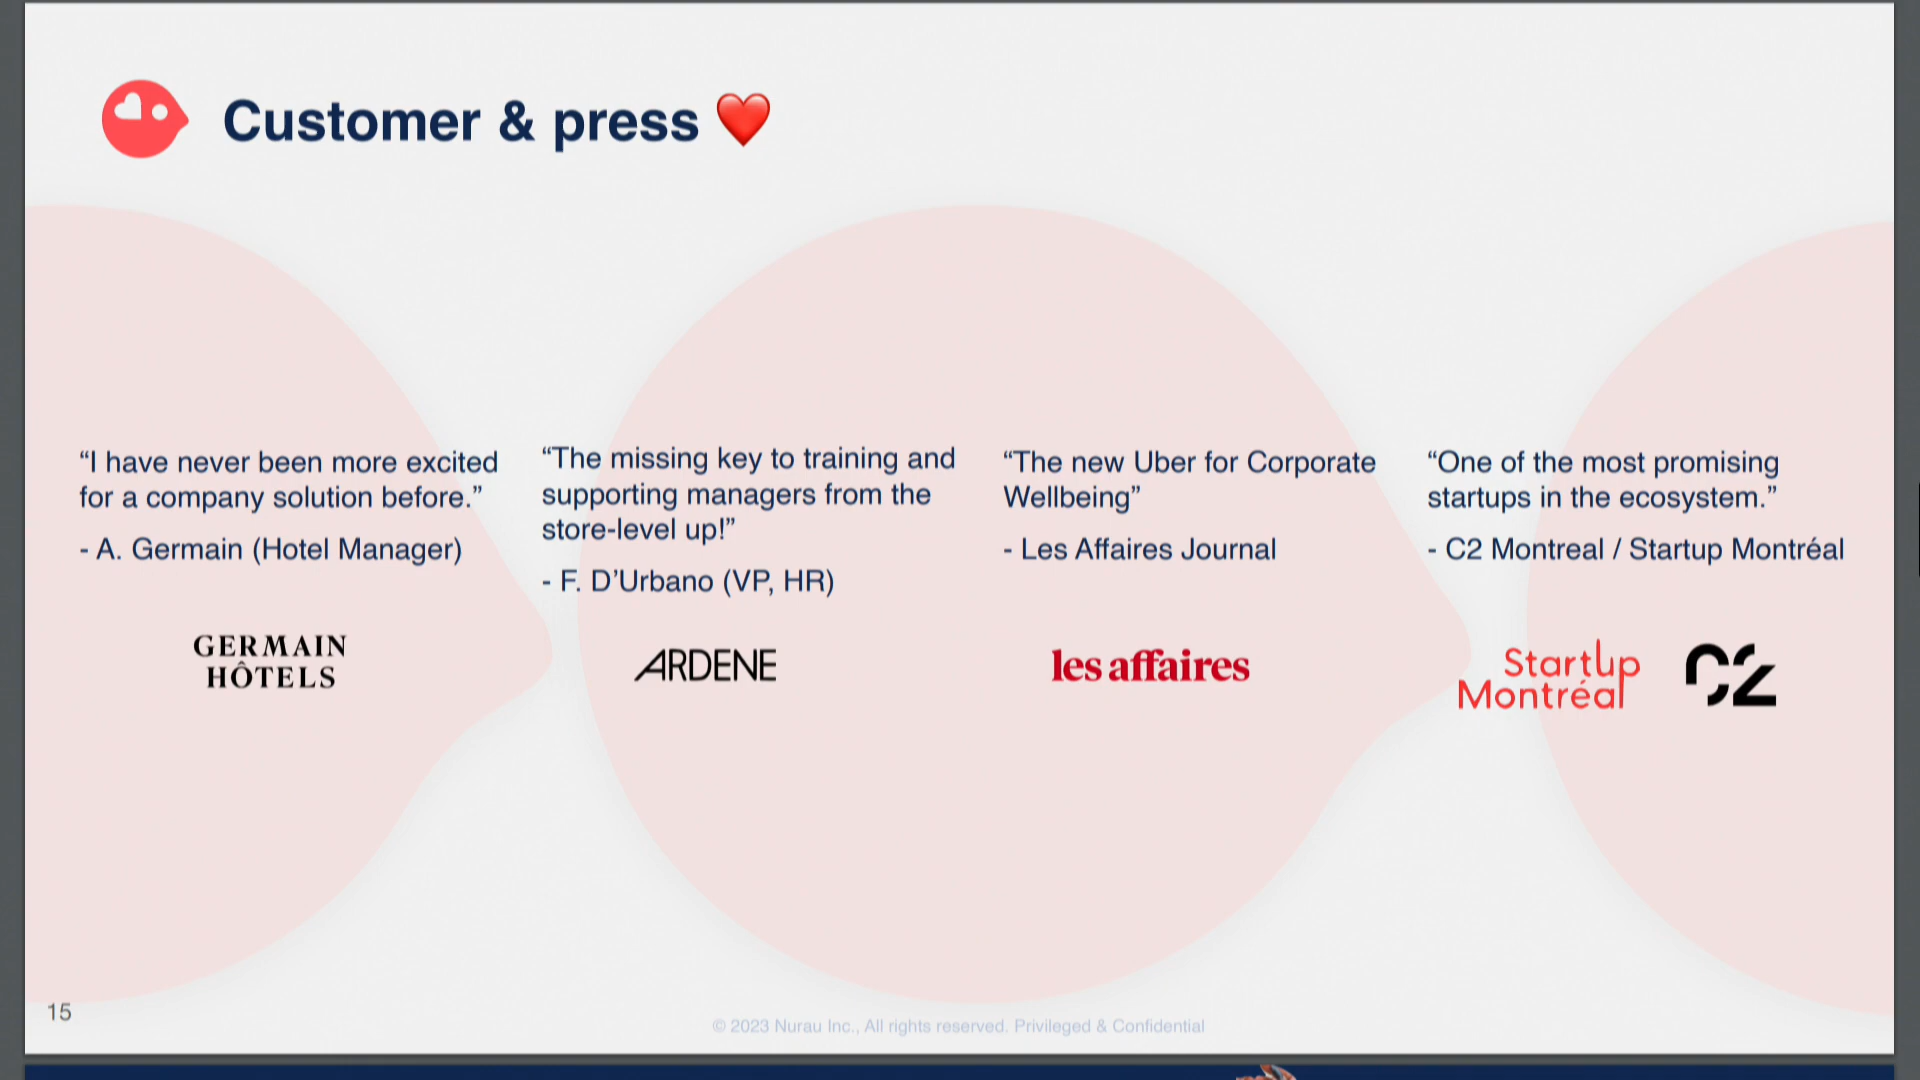 Customer & press ❤️
“I have never been more excited
for a company solution before.”
- A. Germain (Hotel Manager)
GERMAIN
HÔTELS
“The missing key to training and
supporting managers from the
store-level up!”
- F. D’Urbano (VP, HR)
ARDENE
“The new Uber for Corporate
Wellbeing”
- Les Affaires Journal
les affaires
“One of the most promising
startups in the ecosystem.”
- C2 Montreal / Startup Montréal
Startup
Montréal
C2
15
© 2023 Nurau Inc., All rights reserved. Privileged & Confidential